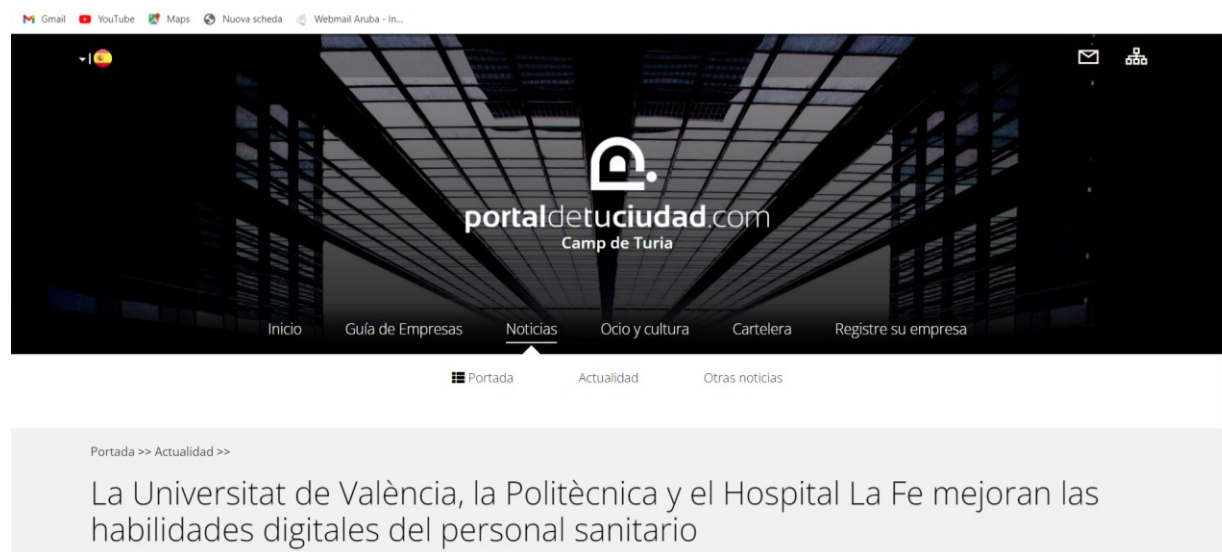 Gmail YouTube Maps Nuova scheda Webmail Aruba - In...
portaldetuciudad.com
Camp de Turia
Inicio Guía de Empresas Noticias Ocio y cultura Cartelera Registre su empresa
Portada Actualidad Otras noticias
Portada >> Actualidad >>
La Universitat de València, la Politècnica y el Hospital La Fe mejoran las
habilidades digitales del personal sanitario